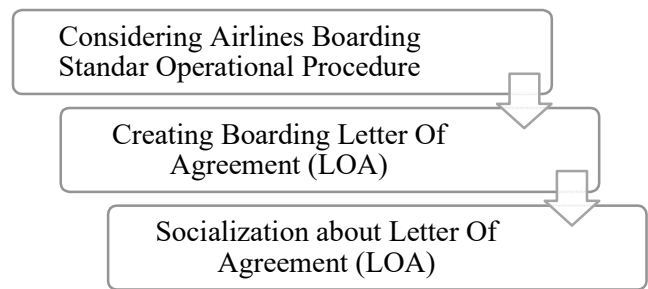 Considering Airlines Boarding
Standar Operational Procedure
Creating Boarding Letter Of
Agreement (LOA)
Socialization about Letter Of
Agreement (LOA)